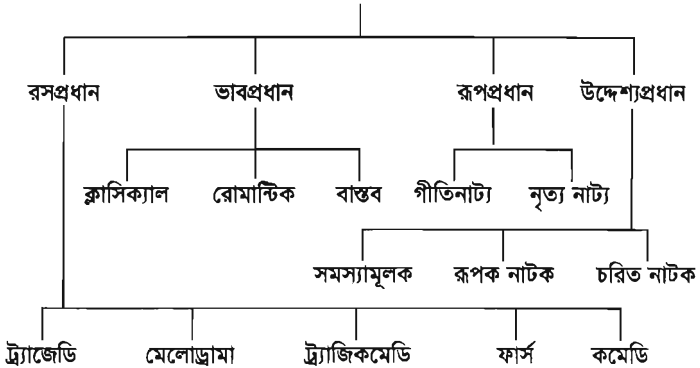 রসপ্রধান ভাবপ্রধান রূপপ্রধান উদ্দেশ্যপ্রধান
ক্লাসিক্যাল রোমান্টিক বাস্তব গীতিনাট্য নৃত্য নাট্য
সমস্যামূলক রূপক নাটক চরিত নাটক
ট্র্যাজেডি মেলোড্রামা ট্র্যাজিকমেডি ফার্স কমেডি